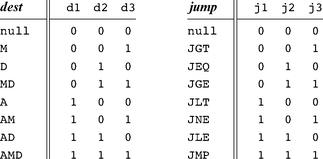 dest d1 d2 d3 jump j1 j2 j3
null 0 0 0 null 0 0 0
M 0 0 1 JGT 0 0 1
D 0 1 0 JEQ 0 1 0
MD 0 1 1 JGE 0 1 1
A 1 0 0 JLT 1 0 0
AM 1 0 1 JNE 1 0 1
AD 1 1 0 JLE 1 1 0
AMD 1 1 1 JMP 1 1 1